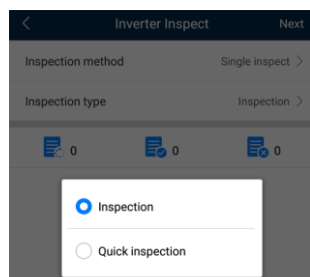 Inverter Inspect Next
Inspection method Single inspect
Inspection type Inspection
0 0 0
Inspection
Quick inspection